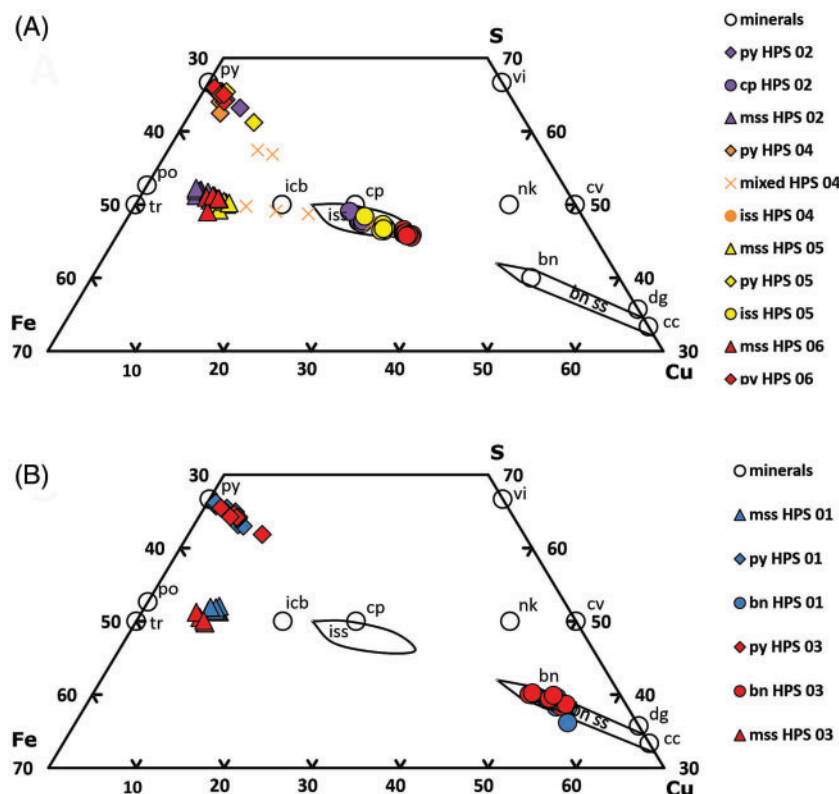 (A)
S
30
70
py
vi
40
60
po
icb
cp
nk
cv
50
50
tr
iss
60
40
bn
dg
bn ss
cc
Fe
70
30
10
20
30
40
50
60
Cu
minerals
py HPS 02
cp HPS 02
mss HPS 02
py HPS 04
mixed HPS 04
iss HPS 04
mss HPS 05
py HPS 05
iss HPS 05
mss HPS 06
py HPS 06
(B)
S
30
70
py
vi
40
60
po
icb
cp
nk
cv
50
50
tr
iss
60
40
bn
dg
bn ss
cc
Fe
70
30
10
20
30
40
50
60
Cu
minerals
mss HPS 01
py HPS 01
bn HPS 01
py HPS 03
bn HPS 03
mss HPS 03